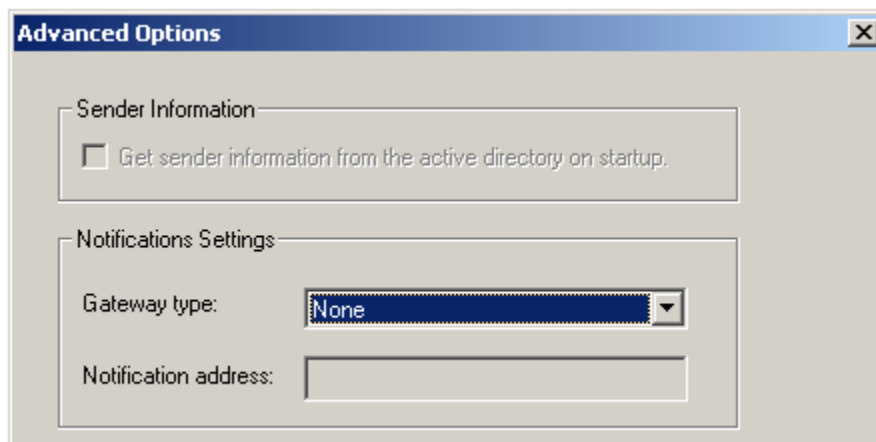 Advanced Options
Sender Information
Get sender information from the active directory on startup.
Notifications Settings
Gateway type:
None
Notification address: